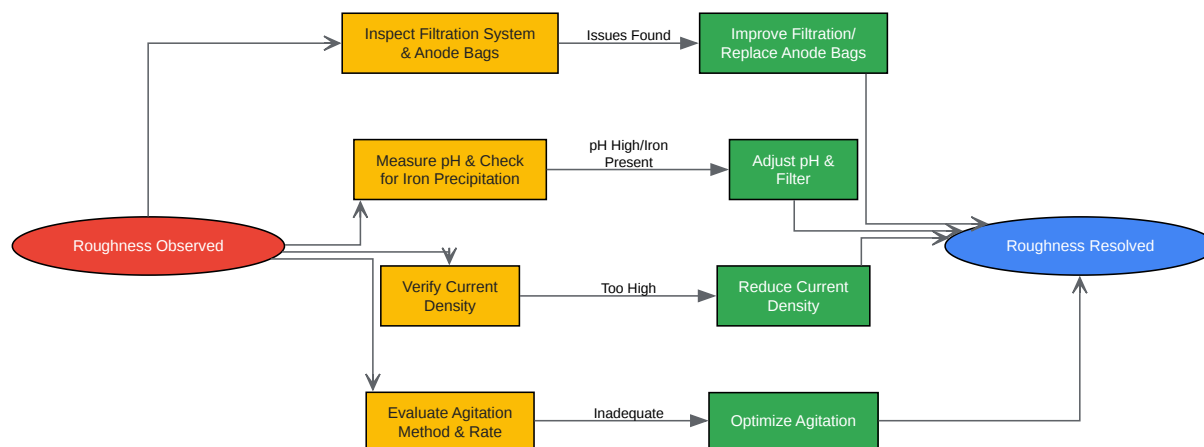 Inspect Filtration System
& Anode Bags
Issues Found
Improve Filtration/
Replace Anode Bags
Measure pH & Check
for Iron Precipitation
pH High/Iron
Present
Adjust pH &
Filter
Roughness Observed
Roughness Resolved
Verify Current
Density
Too High
Reduce Current
Density
Evaluate Agitation
Method & Rate
Inadequate
Optimize Agitation